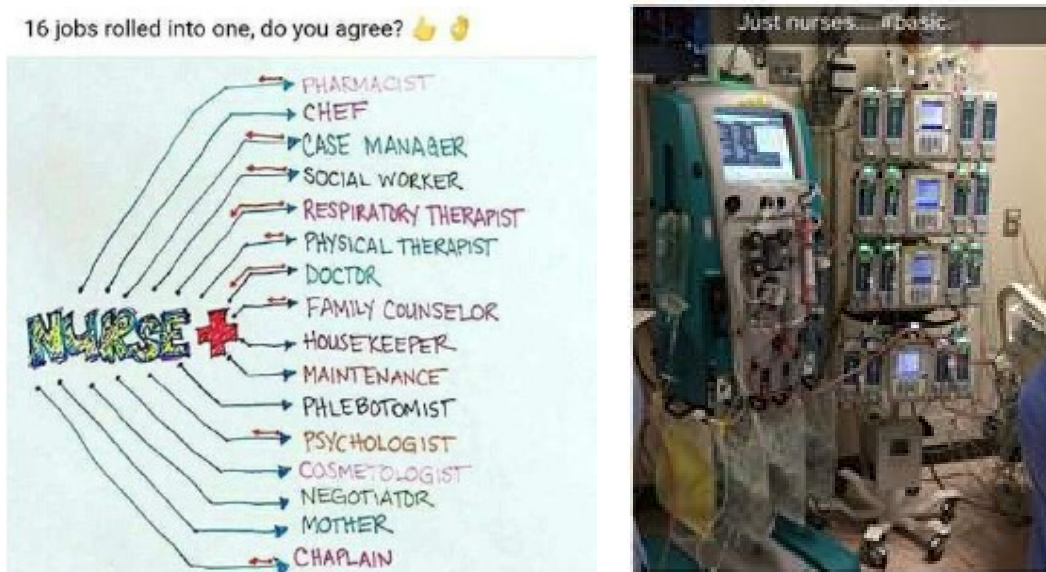 16 jobs rolled into one, do you agree? 👍 👌
PHARMACIST
CHEF
CASE MANAGER
SOCIAL WORKER
RESPIRATORY THERAPIST
PHYSICAL THERAPIST
DOCTOR
FAMILY COUNSELOR
NURSE
HOUSEKEEPER
MAINTENANCE
PHLEBOTOMIST
PSYCHOLOGIST
COSMETOLOGIST
NEGOTIATOR
MOTHER
CHAPLAIN
Just nurses.... #basic.